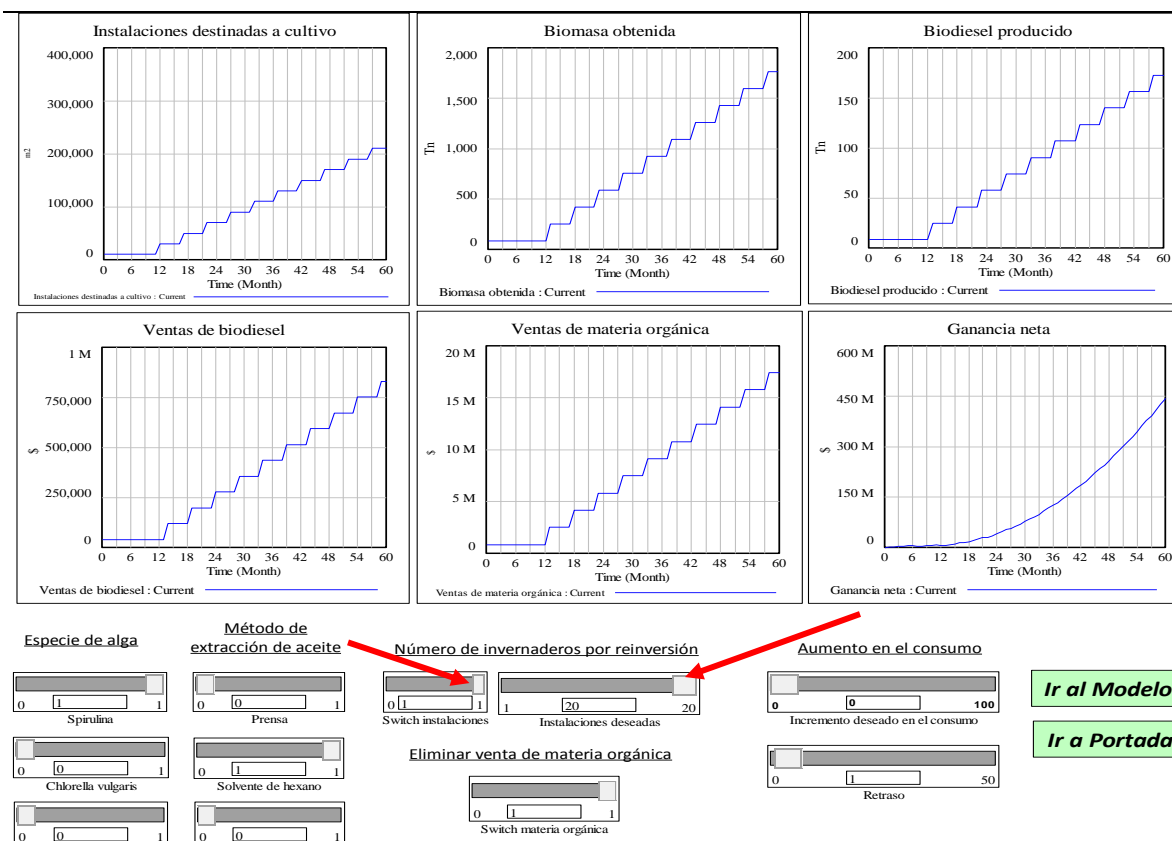 Instalaciones destinadas a cultivo
400,000
300,000
m2
200,000
100,000
0
0 6 12 18 24 30 36 42 48 54 60
Time (Month)
Instalaciones destinadas a cultivo : Current
Biomasa obtenida
2,000
1,500
Tn
1,000
500
0
0 6 12 18 24 30 36 42 48 54 60
Time (Month)
Biomasa obtenida : Current
Biodiesel producido
200
150
Tn
100
50
0
0 6 12 18 24 30 36 42 48 54 60
Time (Month)
Biodiesel producido : Current
Ventas de biodiesel
1 M
750,000
500,000
$
250,000
0
0 6 12 18 24 30 36 42 48 54 60
Time (Month)
Ventas de biodiesel : Current
Ventas de materia orgánica
20 M
15 M
10 M
$
5 M
0
0 6 12 18 24 30 36 42 48 54 60
Time (Month)
Ventas de materia orgánica : Current
Ganancia neta
600 M
450 M
300 M
$
150 M
0
0 6 12 18 24 30 36 42 48 54 60
Time (Month)
Ganancia neta : Current
Especie de alga
0 1 1
Spirulina
0 0 1
Chlorella vulgaris
0 0 1
Método de
extracción de aceite
0 0 1
Prensa
0 1 1
Solvente de hexano
0 0 1
Número de invernaderos por reinversión
0 1 1
Switch instalaciones
1 20 20
Instalaciones deseadas
Eliminar venta de materia orgánica
0 1 1
Switch materia orgánica
Aumento en el consumo
0 0 100
Incremento deseado en el consumo
0 1 50
Retraso
Ir al Modelo
Ir a Portada